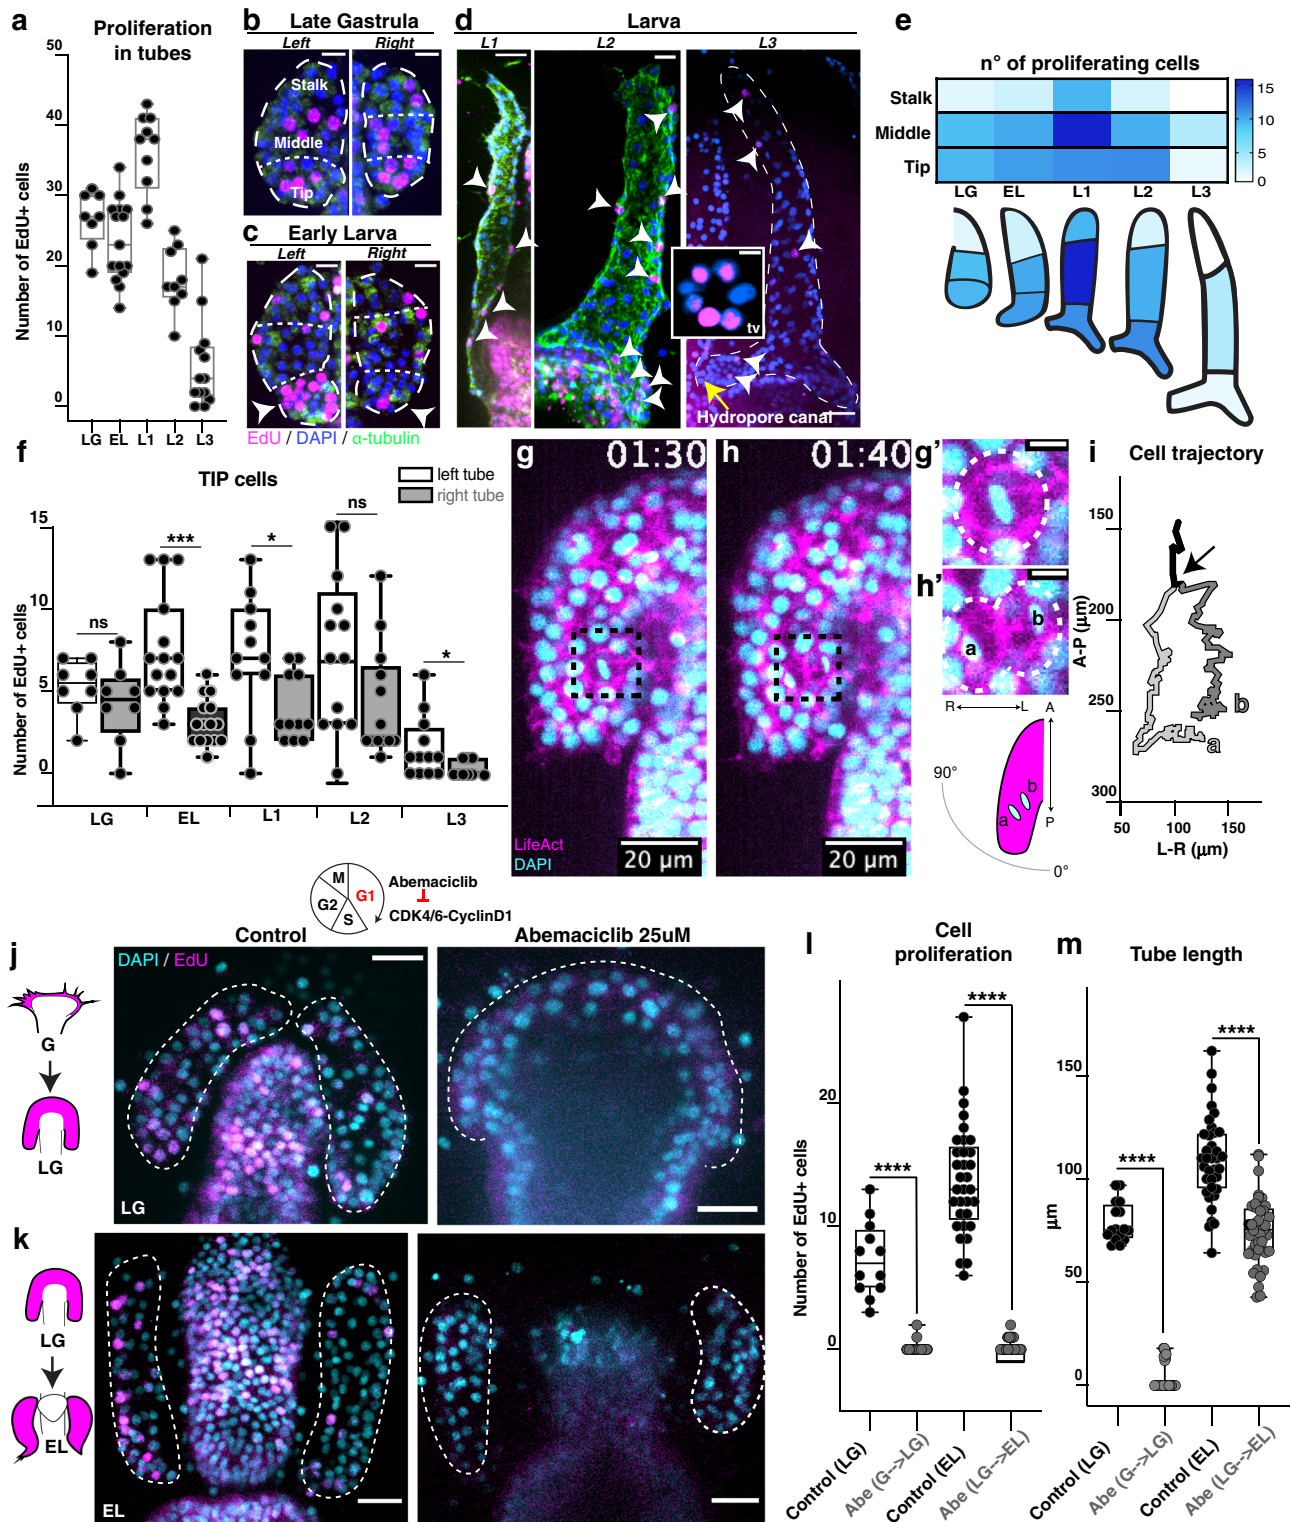 a
Proliferation
in tubes
Number of EdU+ cells
50
40
30
20
10
0
LG EL L1 L2 L3
b
Late Gastrula
Left
Right
Stalk
Middle
Tip
c
Early Larva
Left
Right
EdU / DAPI / α-tubulin
d
Larva
L1
L2
L3
tv
Hydropore canal
e
n° of proliferating cells
Stalk
Middle
Tip
15
10
5
0
LG EL L1 L2 L3
f
TIP cells
left tube
right tube
Number of EdU+ cells
15
10
5
0
ns
***
*
ns
*
LG EL L1 L2 L3
g
01:30
LifeAct
DAPI
20 µm
h
01:40
20 µm
g’
h’
a
b
R L A
P
90°
0°
a
b
i
Cell trajectory
A-P (µm)
150
200
250
300
50 100 150
L-R (µm)
a
b
M
G1
G2
S
Abemaciclib
CDK4/6-CyclinD1
Control
Abemaciclib 25uM
j
G
LG
DAPI / EdU
LG
k
LG
EL
EL
l
Cell
proliferation
Number of EdU+ cells
20
10
0
****
****
Control (LG)
Abe (G-->LG)
Control (EL)
Abe (LG-->EL)
m
Tube length
µm
150
100
50
0
****
****
Control (LG)
Abe (G-->LG)
Control (EL)
Abe (LG-->EL)